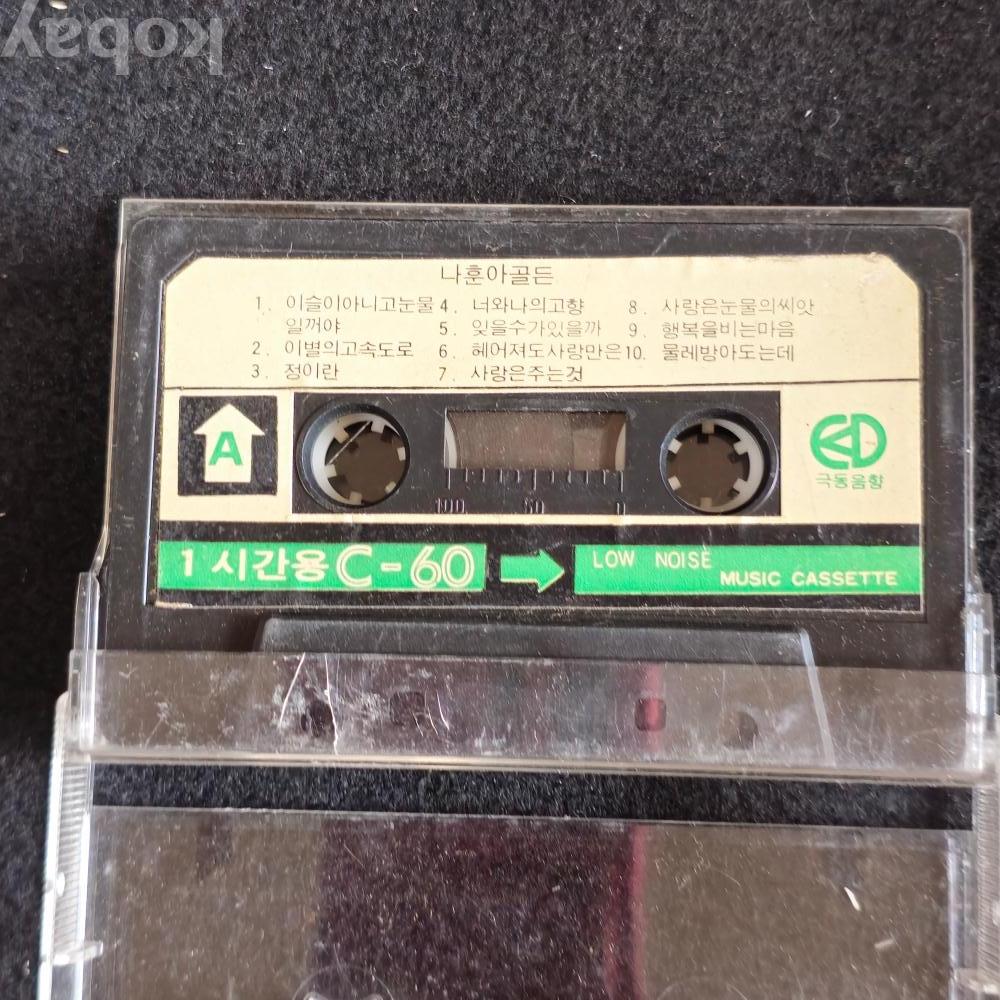 kobay
나훈아골든
1. 이슬이아니고눈물
일꺼야
2. 이별의고속도로
3. 정이란
4. 너와나의고향
5. 잊을수가있을까
6. 헤어져도사랑만은
7. 사랑은주는것
8. 사랑은눈물의씨앗
9. 행복을비는마음
10. 물레방아도는데
A
100 50 0
극동음향
1 시간용 C-60
LOW NOISE
MUSIC CASSETTE